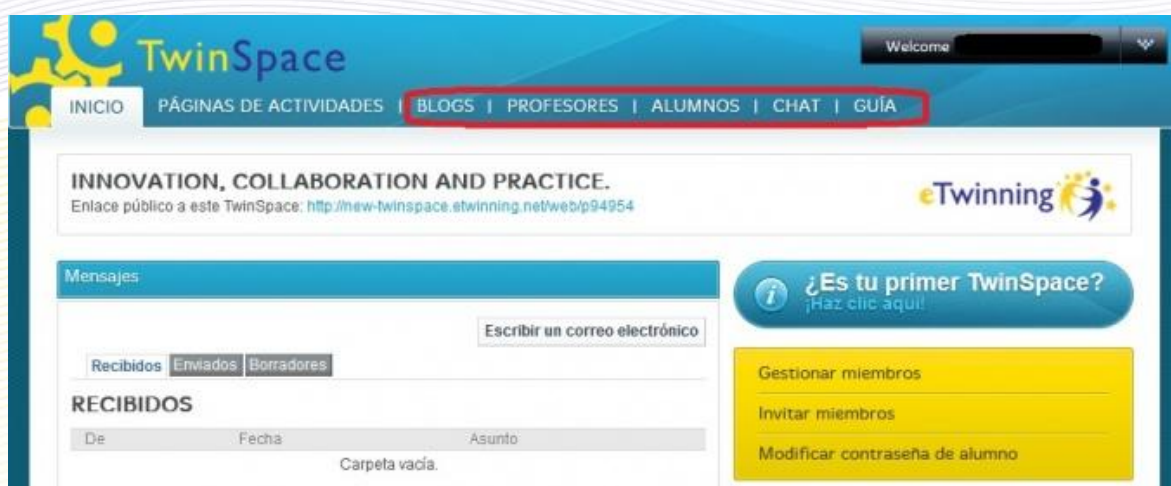 TwinSpace
Welcome
INICIO PÁGINAS DE ACTIVIDADES | BLOGS | PROFESORES | ALUMNOS | CHAT | GUÍA
INNOVATION, COLLABORATION AND PRACTICE.
Enlace público a este TwinSpace: http://new-twinspace.etwinning.net/web/p94954
eTwinning
Mensajes
Escribir un correo electrónico
Recibidos Enviados Borradores
RECIBIDOS
De Fecha Asunto
Carpeta vacía.
¿Es tu primer TwinSpace?
¡Haz clic aquí!
Gestionar miembros
Invitar miembros
Modificar contraseña de alumno